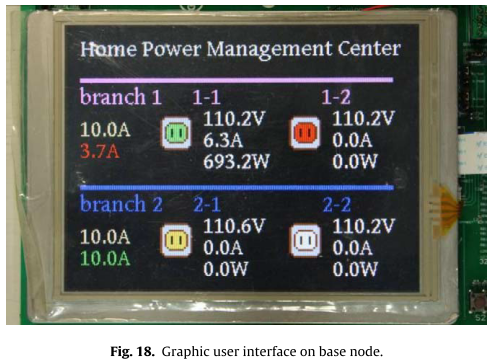 Home Power Management Center
branch 1 1-1 1-2
10.0A 110.2V 110.2V
3.7A 6.3A 0.0A
693.2W 0.0W
branch 2 2-1 2-2
10.0A 110.6V 110.2V
10.0A 0.0A 0.0A
0.0W 0.0W
Fig. 18. Graphic user interface on base node.